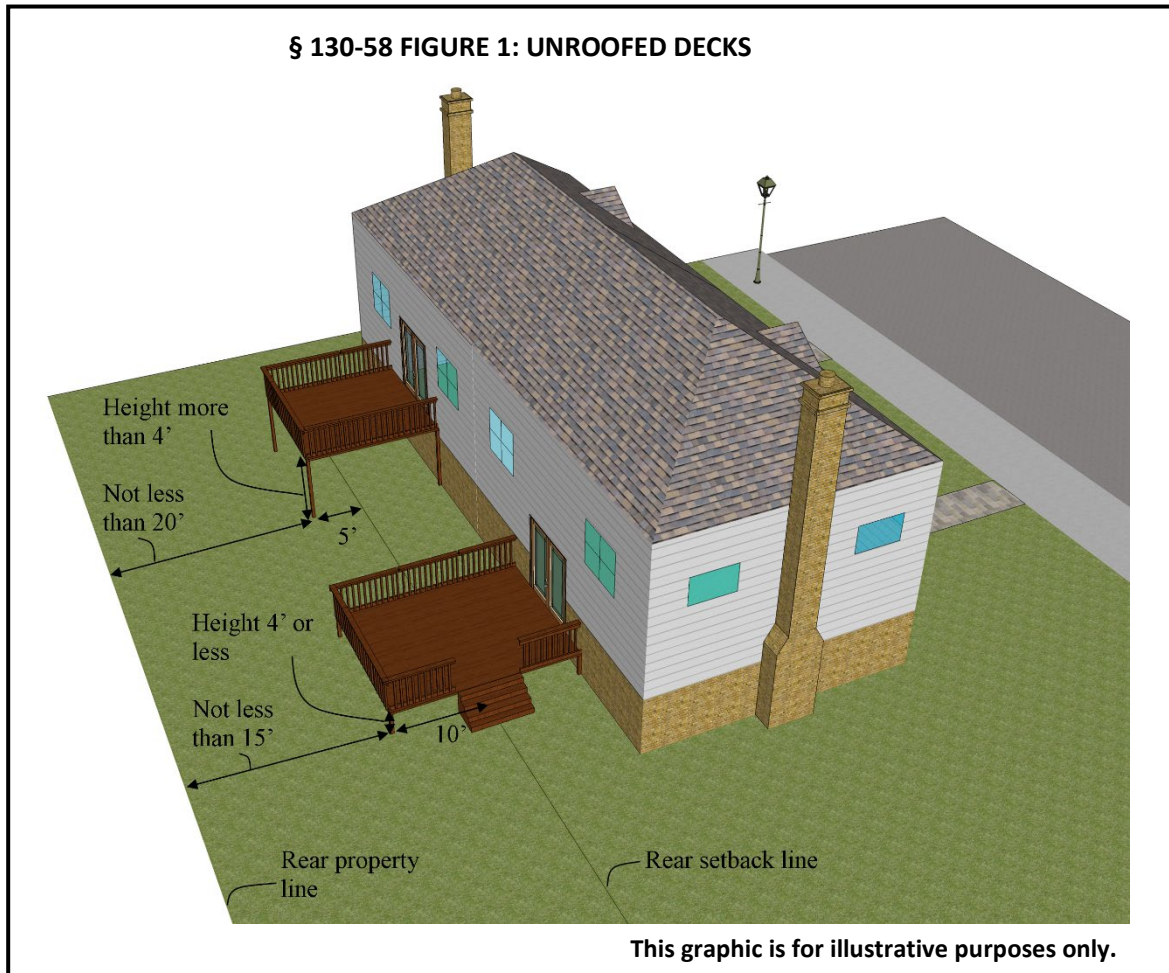 § 130-58 FIGURE 1: UNROOFED DECKS
Height more
than 4’
Not less
than 20’
5’
Height 4’ or
less
Not less
than 15’
10’
Rear property
line
Rear setback line
This graphic is for illustrative purposes only.